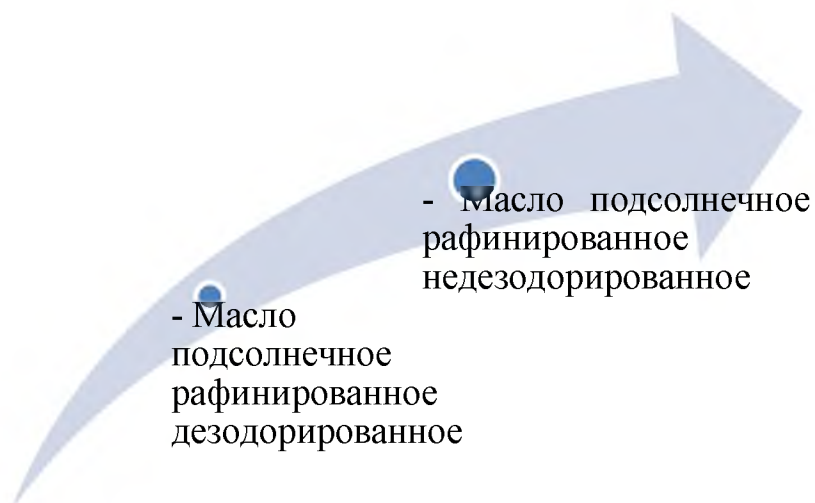 - Масло подсолнечное
рафинированное
недезодорированное
- Масло
подсолнечное
рафинированное
дезодорированное